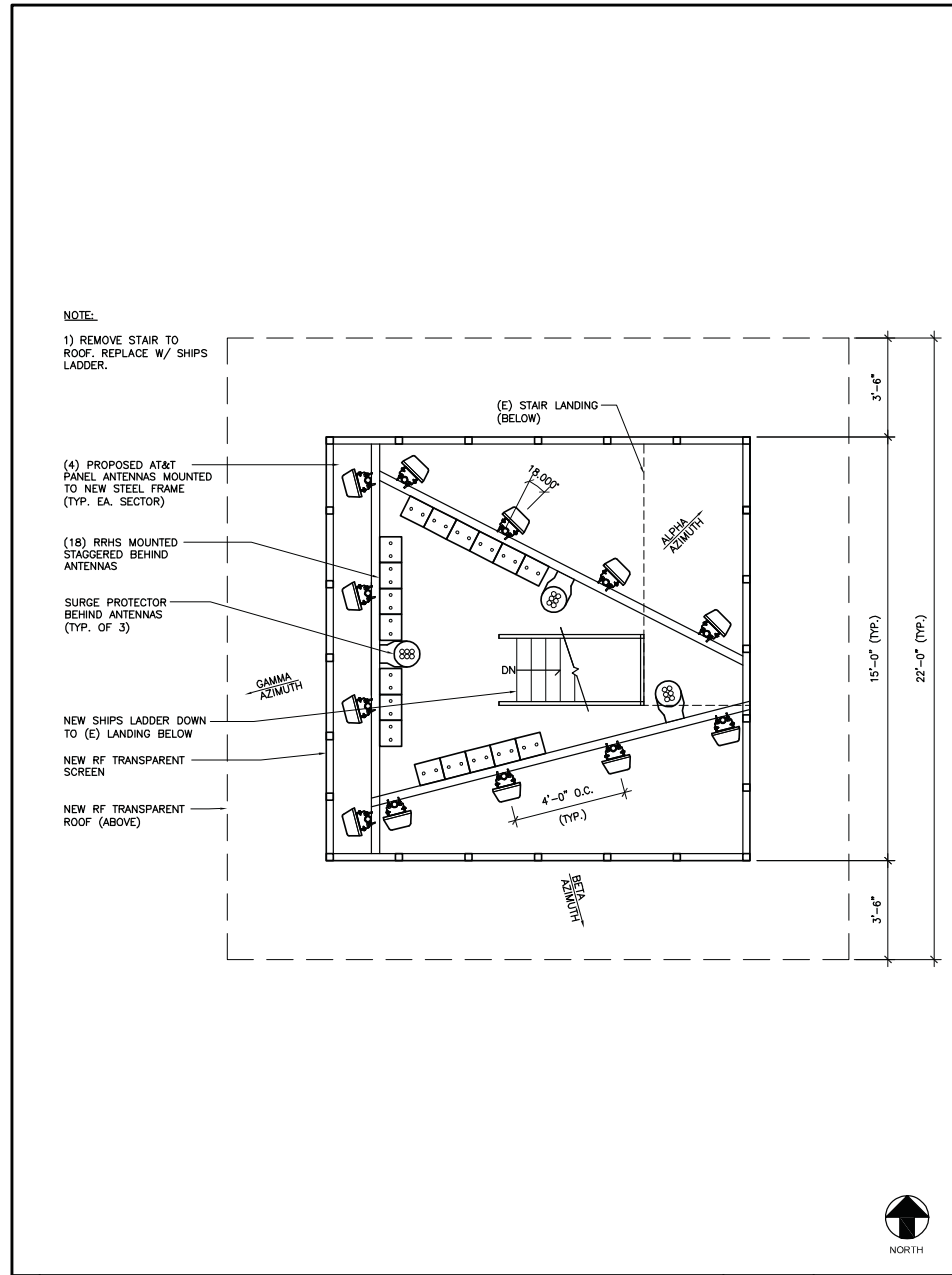 NOTE:
1) REMOVE STAIR TO
ROOF. REPLACE W/ SHIPS
LADDER.
(4) PROPOSED AT&T
PANEL ANTENNAS MOUNTED
TO NEW STEEL FRAME
(TYP. EA. SECTOR)
(18) RRHS MOUNTED
STAGGERED BEHIND
ANTENNAS
SURGE PROTECTOR
BEHIND ANTENNAS
(TYP. OF 3)
GAMMA
AZIMUTH
NEW SHIPS LADDER DOWN
TO (E) LANDING BELOW
NEW RF TRANSPARENT
SCREEN
NEW RF TRANSPARENT
ROOF (ABOVE)
(E) STAIR LANDING
(BELOW)
18.000°
ALPHA
AZIMUTH
DN
4'-0" O.C.
(TYP.)
BETA
AZIMUTH
3'-6"
15'-0" (TYP.)
22'-0" (TYP.)
3'-6"
NORTH